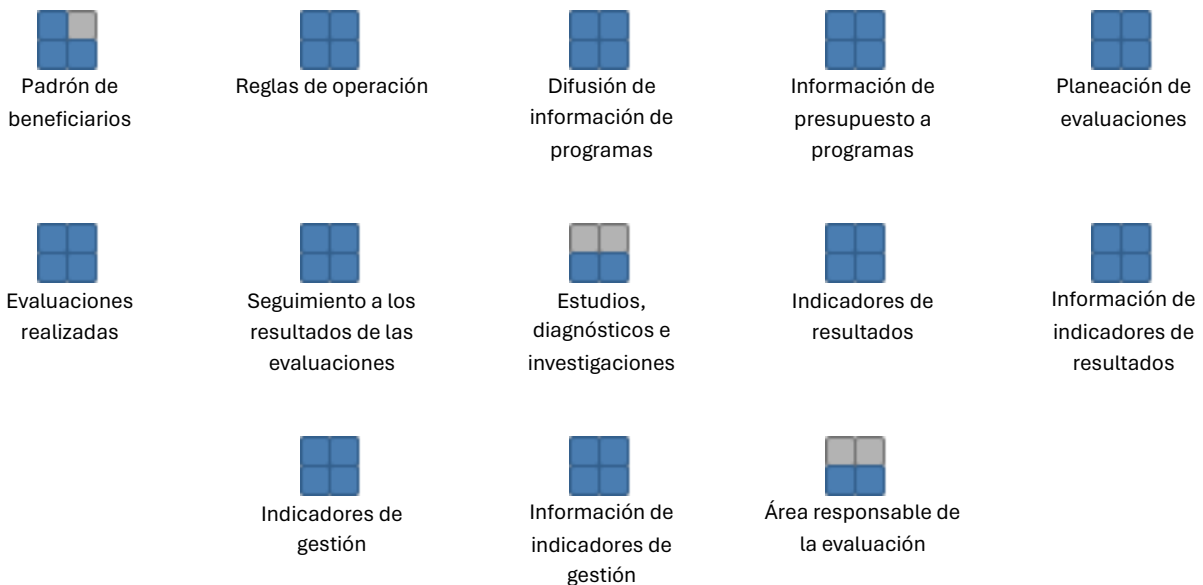 Padrón de
beneficiarios
Reglas de operación
Difusión de
información de
programas
Información de
presupuesto a
programas
Planeación de
evaluaciones
Evaluaciones
realizadas
Seguimiento a los
resultados de las
evaluaciones
Estudios,
diagnósticos e
investigaciones
Indicadores de
resultados
Información de
indicadores de
resultados
Indicadores de
gestión
Información de
indicadores de
gestión
Área responsable de
la evaluación